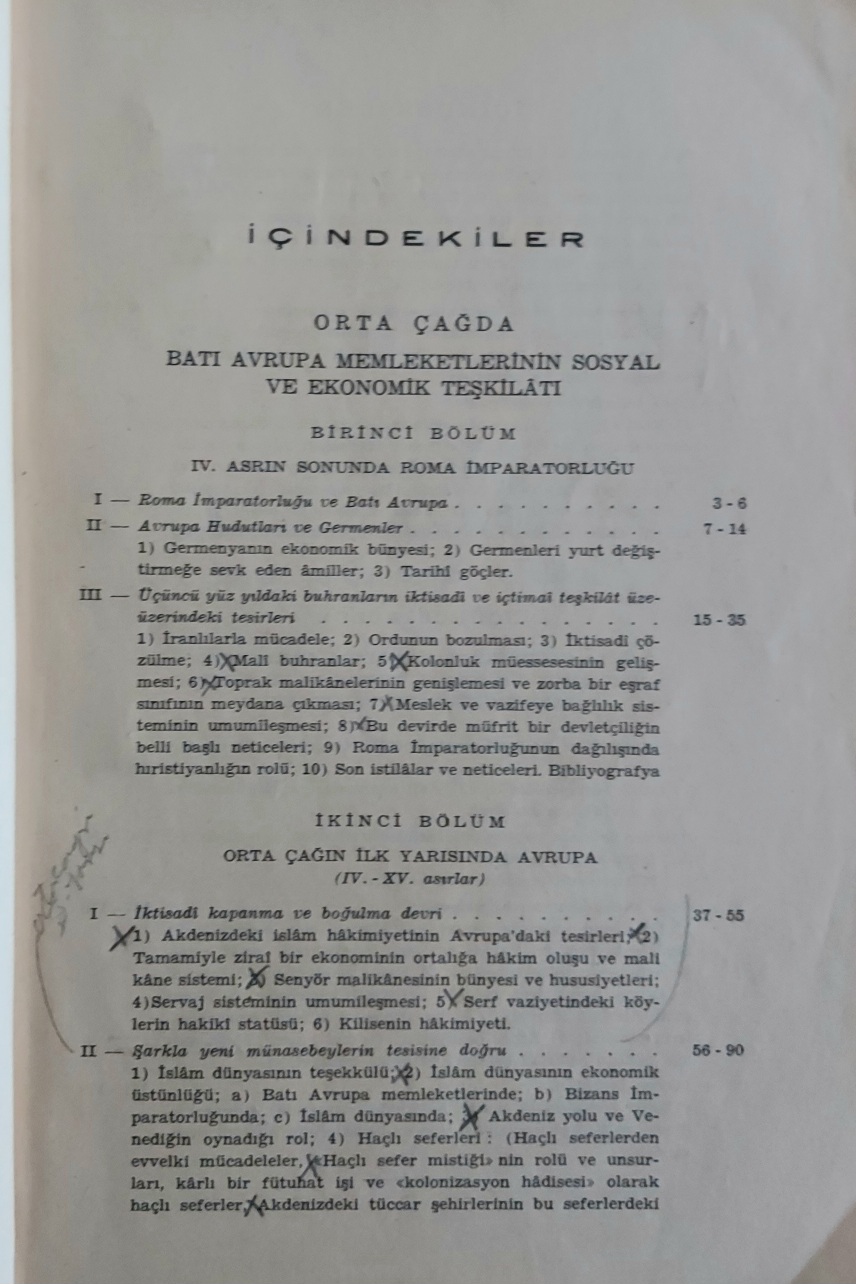 İÇİNDEKİLER
ORTA ÇAĞDA
BATI AVRUPA MEMLEKETLERİNİN SOSYAL
VE EKONOMİK TEŞKİLÂTI
BİRİNCİ BÖLÜM
IV. ASRIN SONUNDA ROMA İMPARATORLUĞU
I — Roma İmparatorluğu ve Batı Avrupa . . . . . . . . . . 3 - 6
II — Avrupa Hudutları ve Germenler . . . . . . . . . . . . 7 - 14
1) Germenyanın ekonomik bünyesi; 2) Germenleri yurt değiş-
tirmeğe sevk eden âmiller; 3) Tarihî göçler.
III — Üçüncü yüz yıldaki buhranların iktisadî ve içtimaî teşkilât üze-
üzerindeki tesirleri . . . . . . . . . . . . . . . . 15 - 35
1) İranlılarla mücadele; 2) Ordunun bozulması; 3) İktisadî çö-
zülme; 4) Malî buhranlar; 5) Kolonluk müessesesinin geliş-
mesi; 6) Toprak malikânelerinin genişlemesi ve zorba bir eşraf
sınıfının meydana çıkması; 7) Meslek ve vazifeye bağlılık sis-
teminin umumîleşmesi; 8) Bu devirde müfrit bir devletçiliğin
belli başlı neticeleri; 9) Roma İmparatorluğunun dağılışında
hıristiyanlığın rolü; 10) Son istilâlar ve neticeleri. Bibliyografya
İKİNCİ BÖLÜM
ORTA ÇAĞIN İLK YARISINDA AVRUPA
(IV. - XV. asırlar)
I — İktisadî kapanma ve boğulma devri . . . . . . . . . . 37 - 55
1) Akdenizdeki islâm hâkimiyetinin Avrupa'daki tesirleri; 2)
Tamamiyle ziraî bir ekonominin ortalığa hâkim oluşu ve mali
kâne sistemi; 3) Senyör malikânesinin bünyesi ve hususiyetleri;
4)Servaj sisteminin umumîleşmesi; 5) Serf vaziyetindeki köy-
lerin hakikî statüsü; 6) Kilisenin hâkimiyeti.
II — Şarkla yeni münasebeylerin tesisine doğru . . . . . . . 56 - 90
1) İslâm dünyasının teşekkülü; 2) İslâm dünyasının ekonomik
üstünlüğü; a) Batı Avrupa memleketlerinde; b) Bizans İm-
paratorluğunda; c) İslâm dünyasında; 3) Akdeniz yolu ve Ve-
nediğin oynadığı rol; 4) Haçlı seferleri : (Haçlı seferlerden
evvelki mücadeleler, «Haçlı sefer mistiği» nin rolü ve unsur-
ları, kârlı bir fütuhat işi ve «kolonizasyon hâdisesi» olarak
haçlı seferler, Akdenizdeki tüccar şehirlerinin bu seferlerdeki